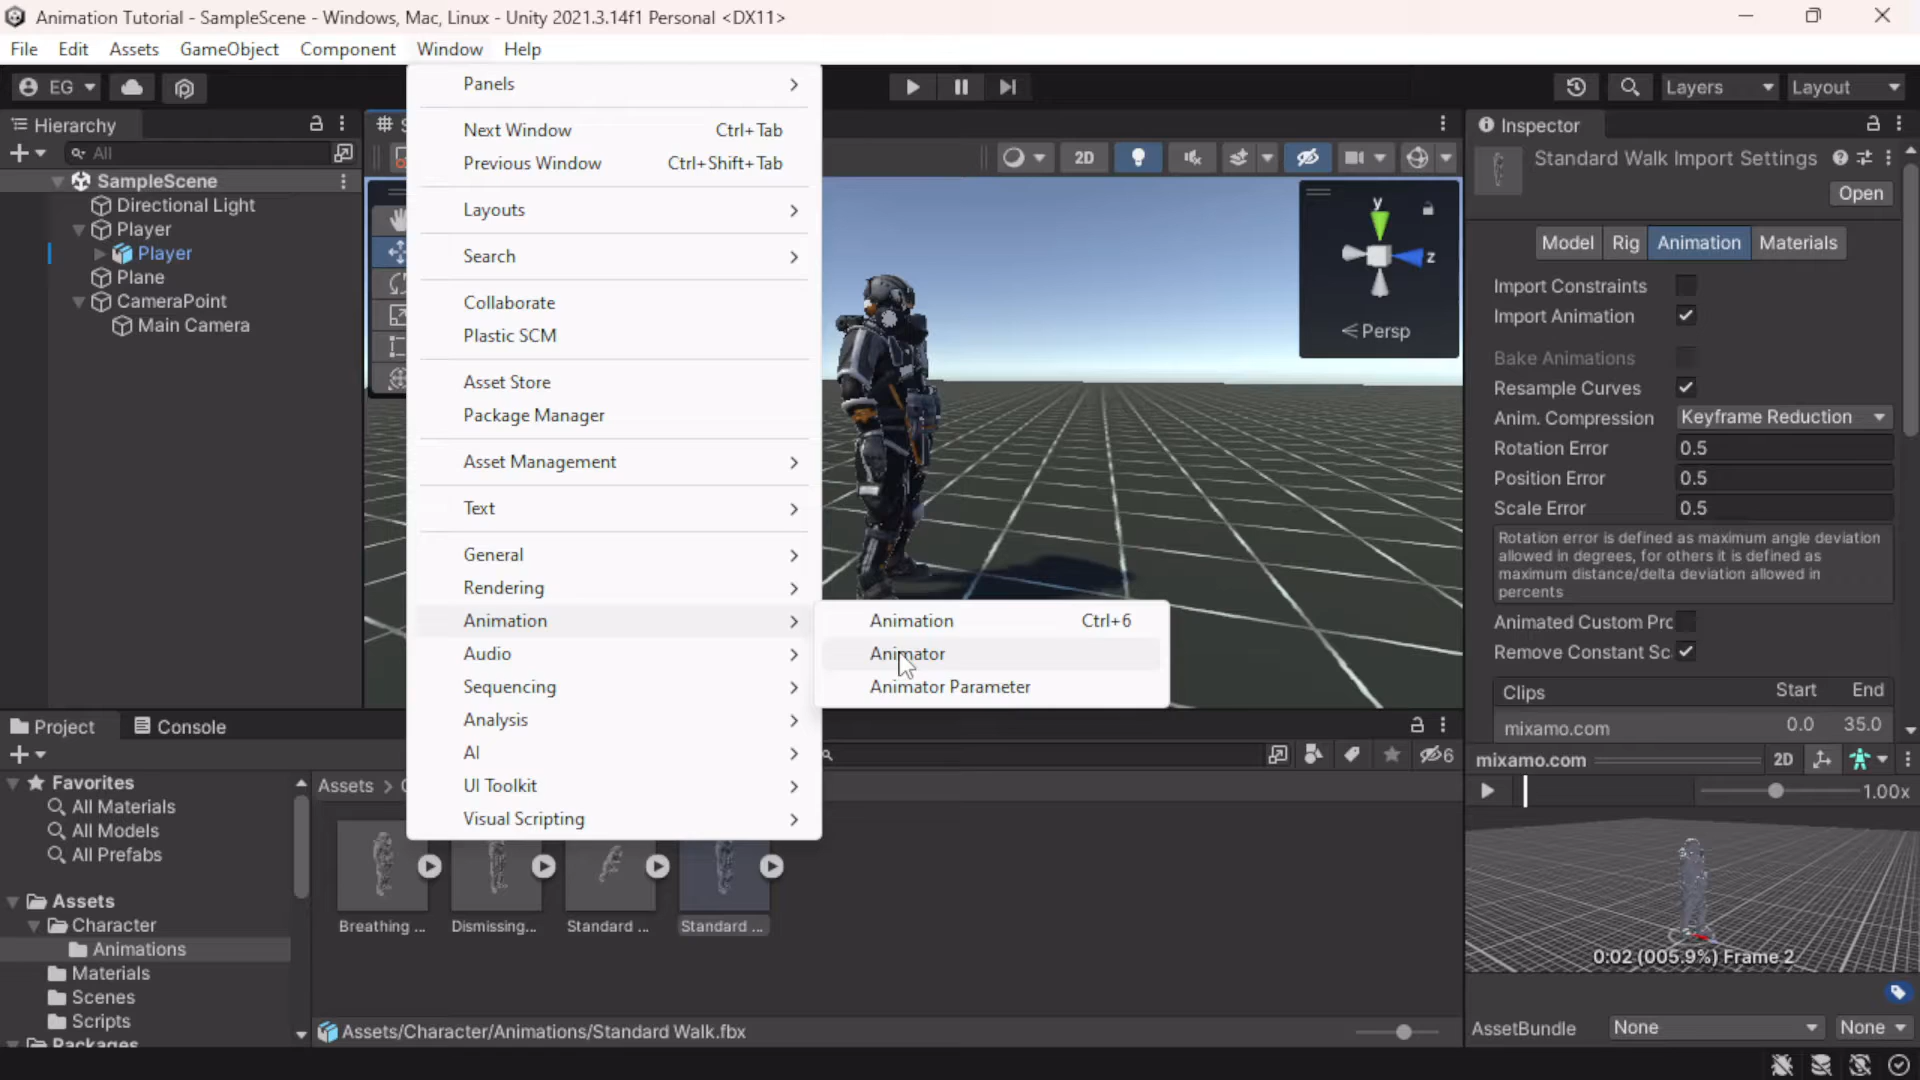 Animation Tutorial - SampleScene - Windows, Mac, Linux - Unity 2021.3.14f1 Personal <DX11>
File Edit Assets GameObject Component Window Help
EG
Layers
Layout
Hierarchy
All
SampleScene
Directional Light
Player
Player
Plane
CameraPoint
Main Camera
Panels
Next Window Ctrl+Tab
Previous Window Ctrl+Shift+Tab
Layouts
Search
Collaborate
Plastic SCM
Asset Store
Package Manager
Asset Management
Text
General
Rendering
Animation
Audio
Sequencing
Analysis
AI
UI Toolkit
Visual Scripting
Animation Ctrl+6
Animator
Animator Parameter
2D
y
z
Persp
Inspector
Standard Walk Import Settings
Open
Model Rig Animation Materials
Import Constraints
Import Animation
Bake Animations
Resample Curves
Anim. Compression Keyframe Reduction
Rotation Error 0.5
Position Error 0.5
Scale Error 0.5
Rotation error is defined as maximum angle deviation
allowed in degrees, for others it is defined as
maximum distance/delta deviation allowed in
percents
Animated Custom Prc
Remove Constant Sc
Clips Start End
mixamo.com 0.0 35.0
mixamo.com 2D
1.00x
0:02 (005.9%) Frame 2
AssetBundle None None
Project Console
6
Favorites
All Materials
All Models
All Prefabs
Assets
Character
Animations
Materials
Scenes
Scripts
Packages
Assets >
Breathing ... Dismissing... Standard ... Standard ...
Assets/Character/Animations/Standard Walk.fbx